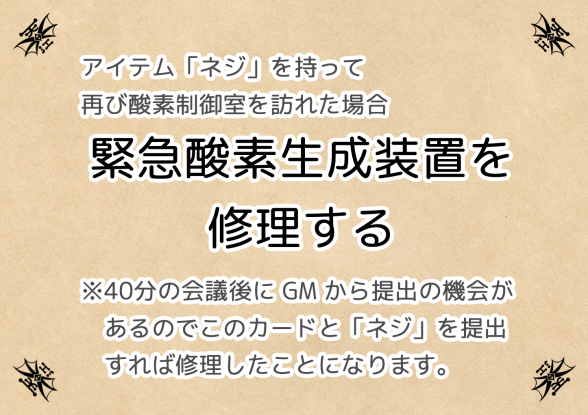 アイテム「ネジ」を持って
再び酸素制御室を訪れた場合
緊急酸素生成装置を
修理する
※40分の会議後に GM から提出の機会が
あるのでこのカードと「ネジ」を提出
すれば修理したことになります。